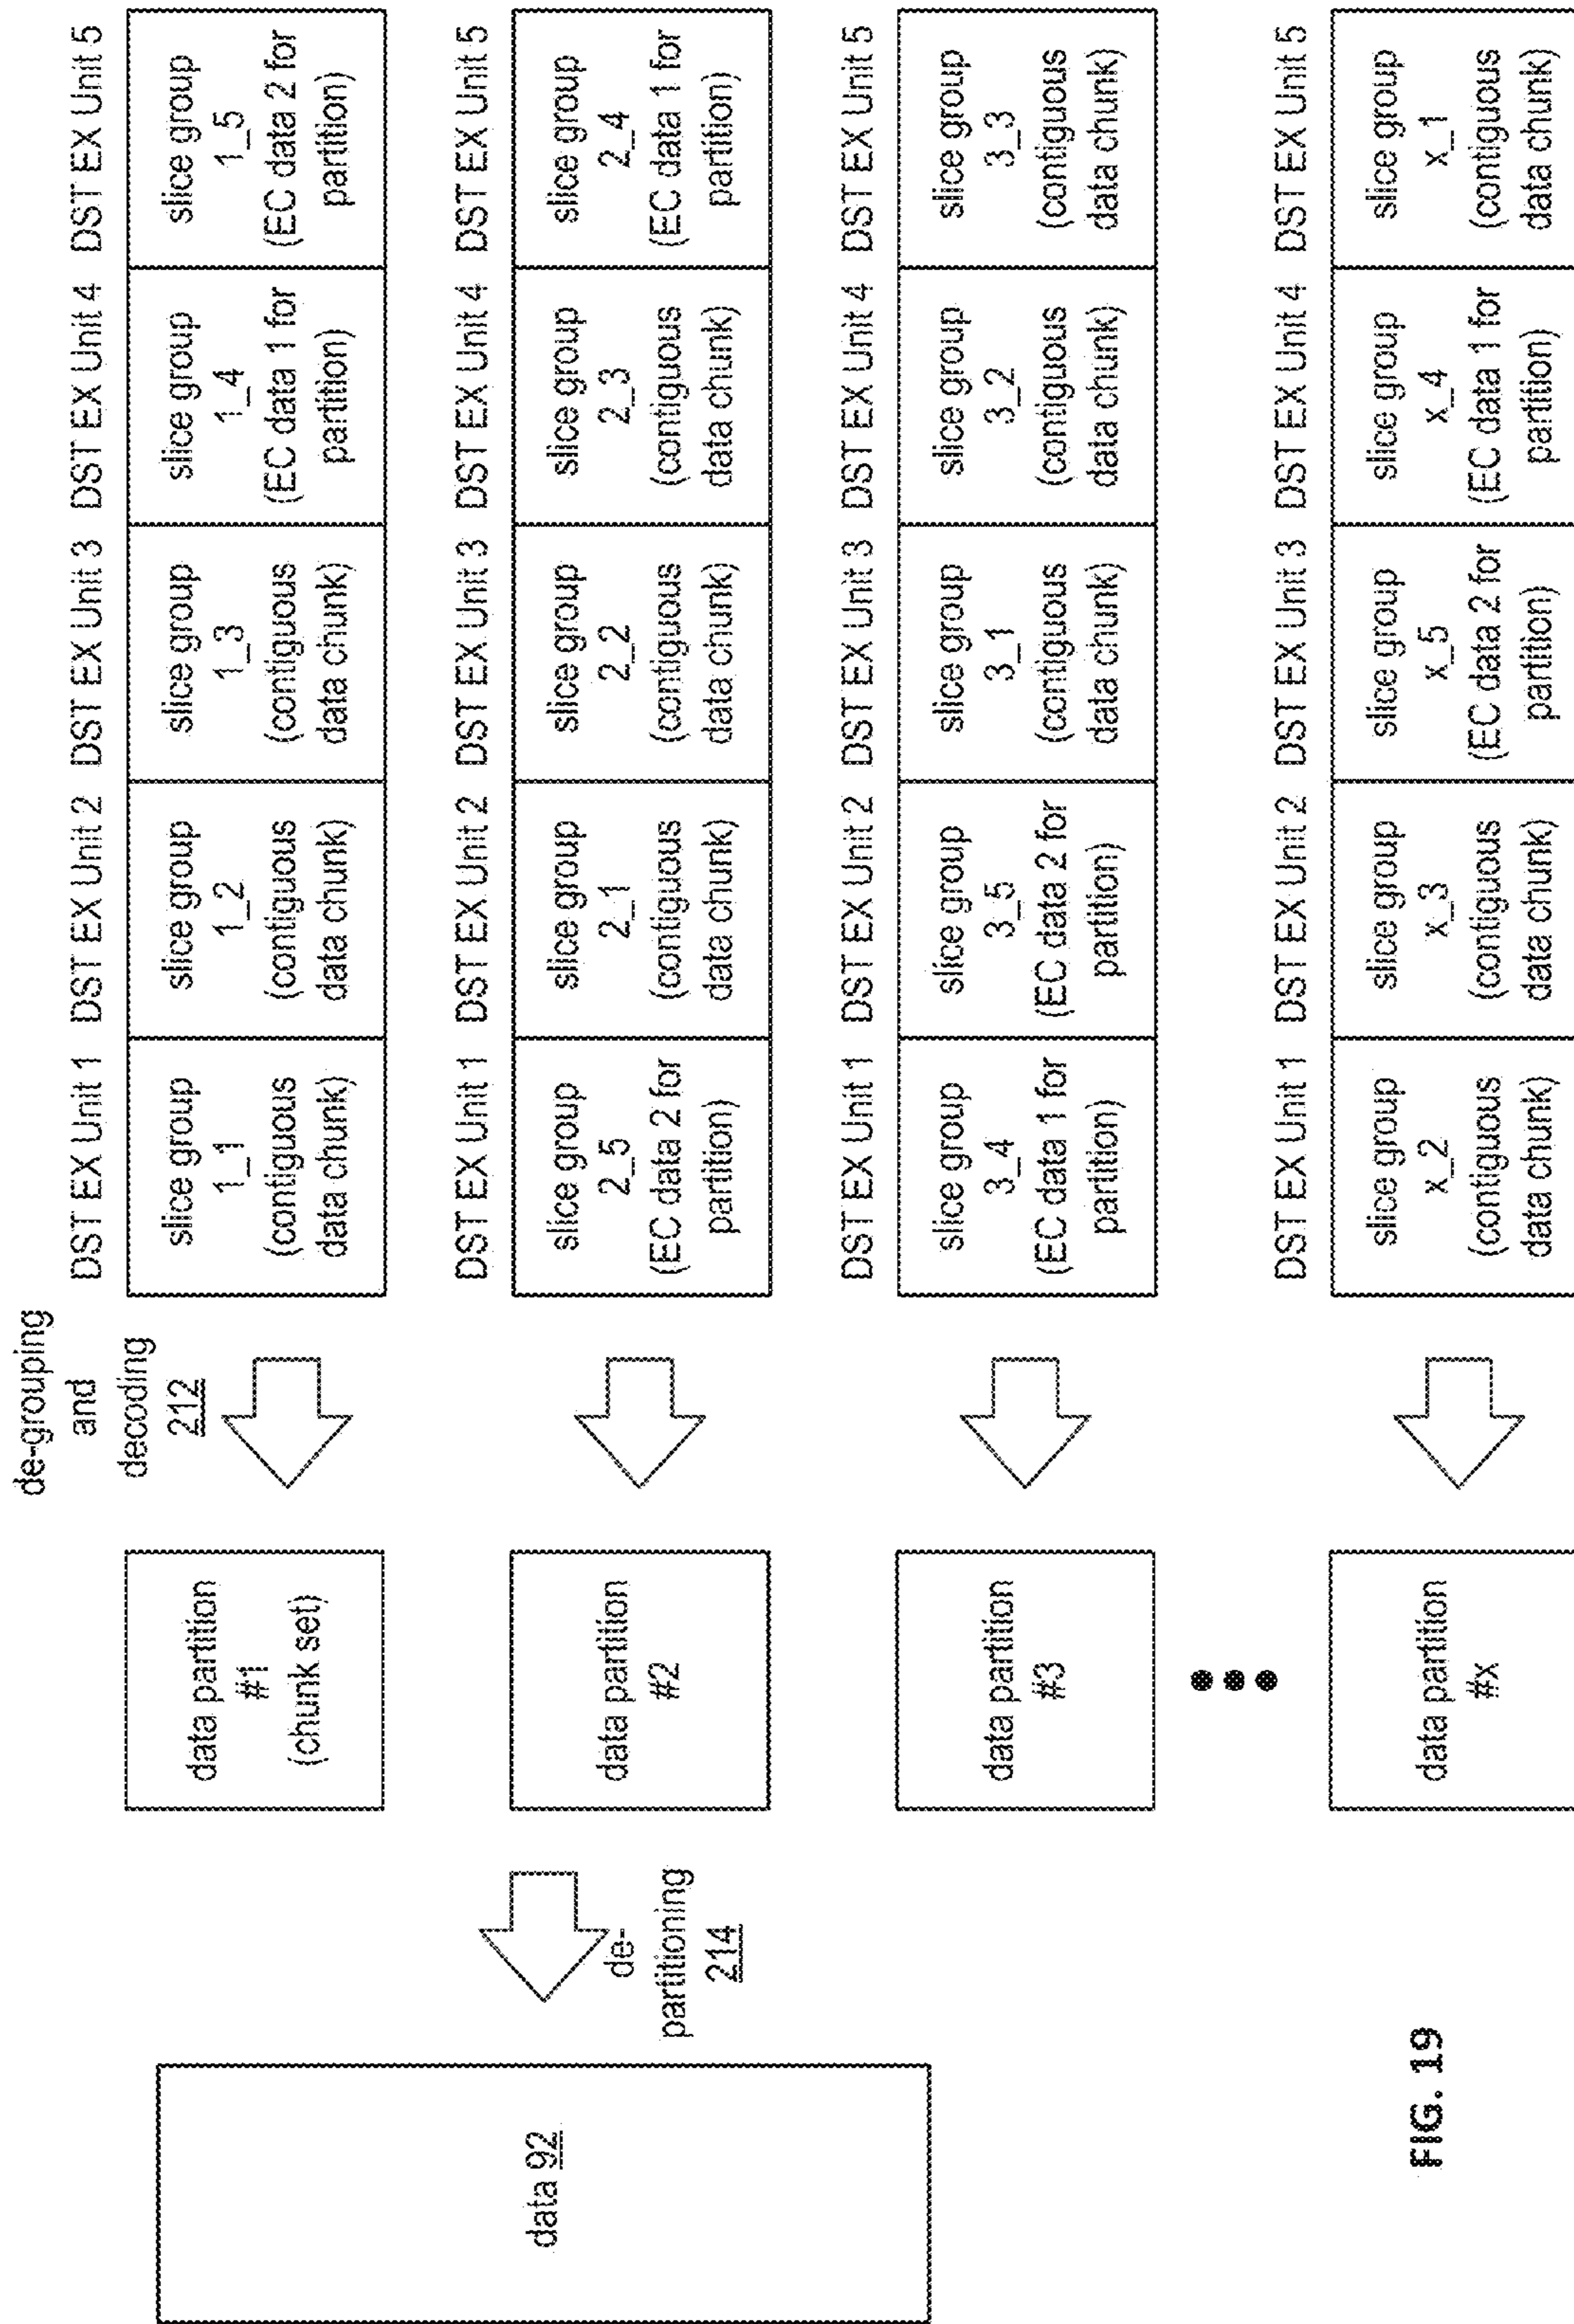 data 92
de-
partitioning
214
data partition
#1
(chunk set)
data partition
#2
data partition
#3
data partition
#x
de-grouping
and
decoding
212
DST EX Unit 1 DST EX Unit 2 DST EX Unit 3 DST EX Unit 4 DST EX Unit 5
slice group
1_1
(contiguous
data chunk)
slice group
1_2
(contiguous
data chunk)
slice group
1_3
(contiguous
data chunk)
slice group
1_4
(EC data 1 for
partition)
slice group
1_5
(EC data 2 for
partition)
DST EX Unit 1 DST EX Unit 2 DST EX Unit 3 DST EX Unit 4 DST EX Unit 5
slice group
2_5
(EC data 2 for
partition)
slice group
2_1
(contiguous
data chunk)
slice group
2_2
(contiguous
data chunk)
slice group
2_3
(contiguous
data chunk)
slice group
2_4
(EC data 1 for
partition)
DST EX Unit 1 DST EX Unit 2 DST EX Unit 3 DST EX Unit 4 DST EX Unit 5
slice group
3_4
(EC data 1 for
partition)
slice group
3_5
(EC data 2 for
partition)
slice group
3_1
(contiguous
data chunk)
slice group
3_2
(contiguous
data chunk)
slice group
3_3
(contiguous
data chunk)
DST EX Unit 1 DST EX Unit 2 DST EX Unit 3 DST EX Unit 4 DST EX Unit 5
slice group
x_2
(contiguous
data chunk)
slice group
x_3
(contiguous
data chunk)
slice group
x_5
(EC data 2 for
partition)
slice group
x_4
(EC data 1 for
partition)
slice group
x_1
(contiguous
data chunk)
FIG. 19